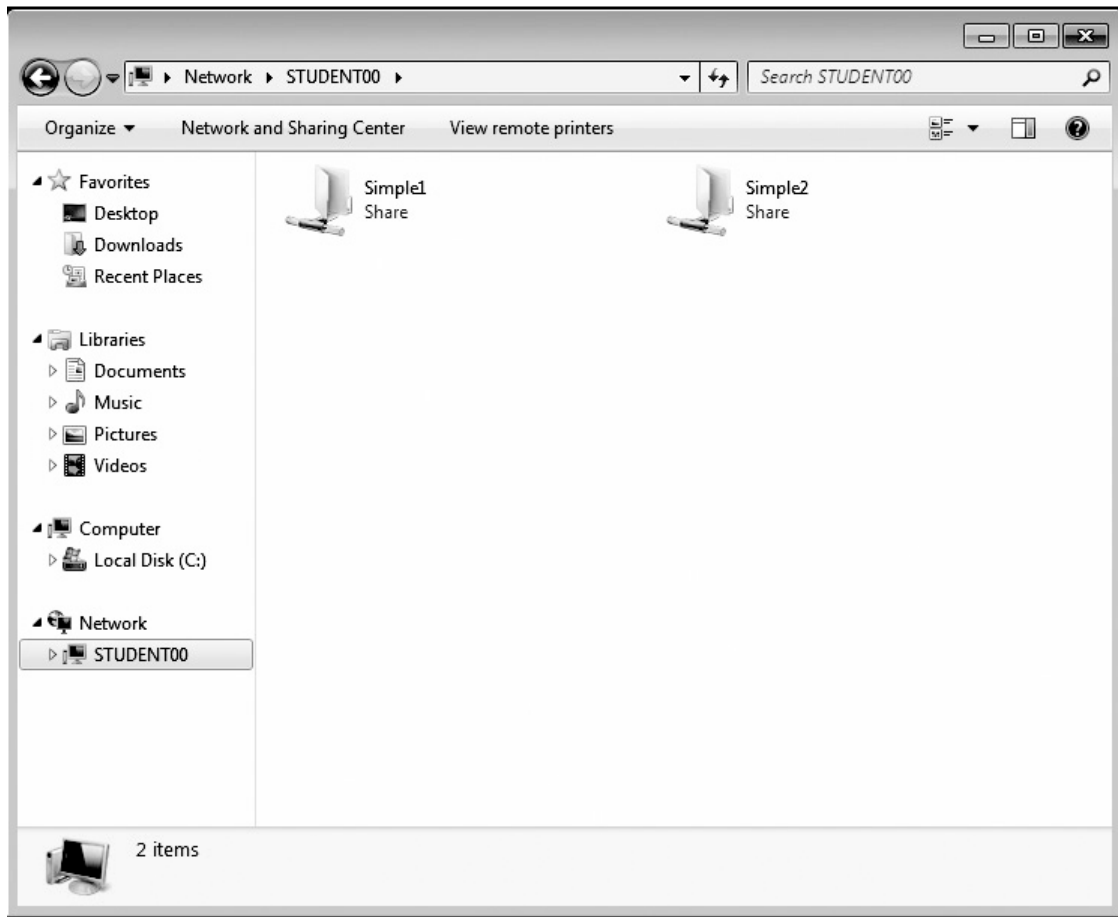 Network STUDENT00
Search STUDENT00
Organize Network and Sharing Center View remote printers
Favorites
Desktop
Downloads
Recent Places
Libraries
Documents
Music
Pictures
Videos
Computer
Local Disk (C:)
Network
STUDENT00
Simple1
Share
Simple2
Share
2 items